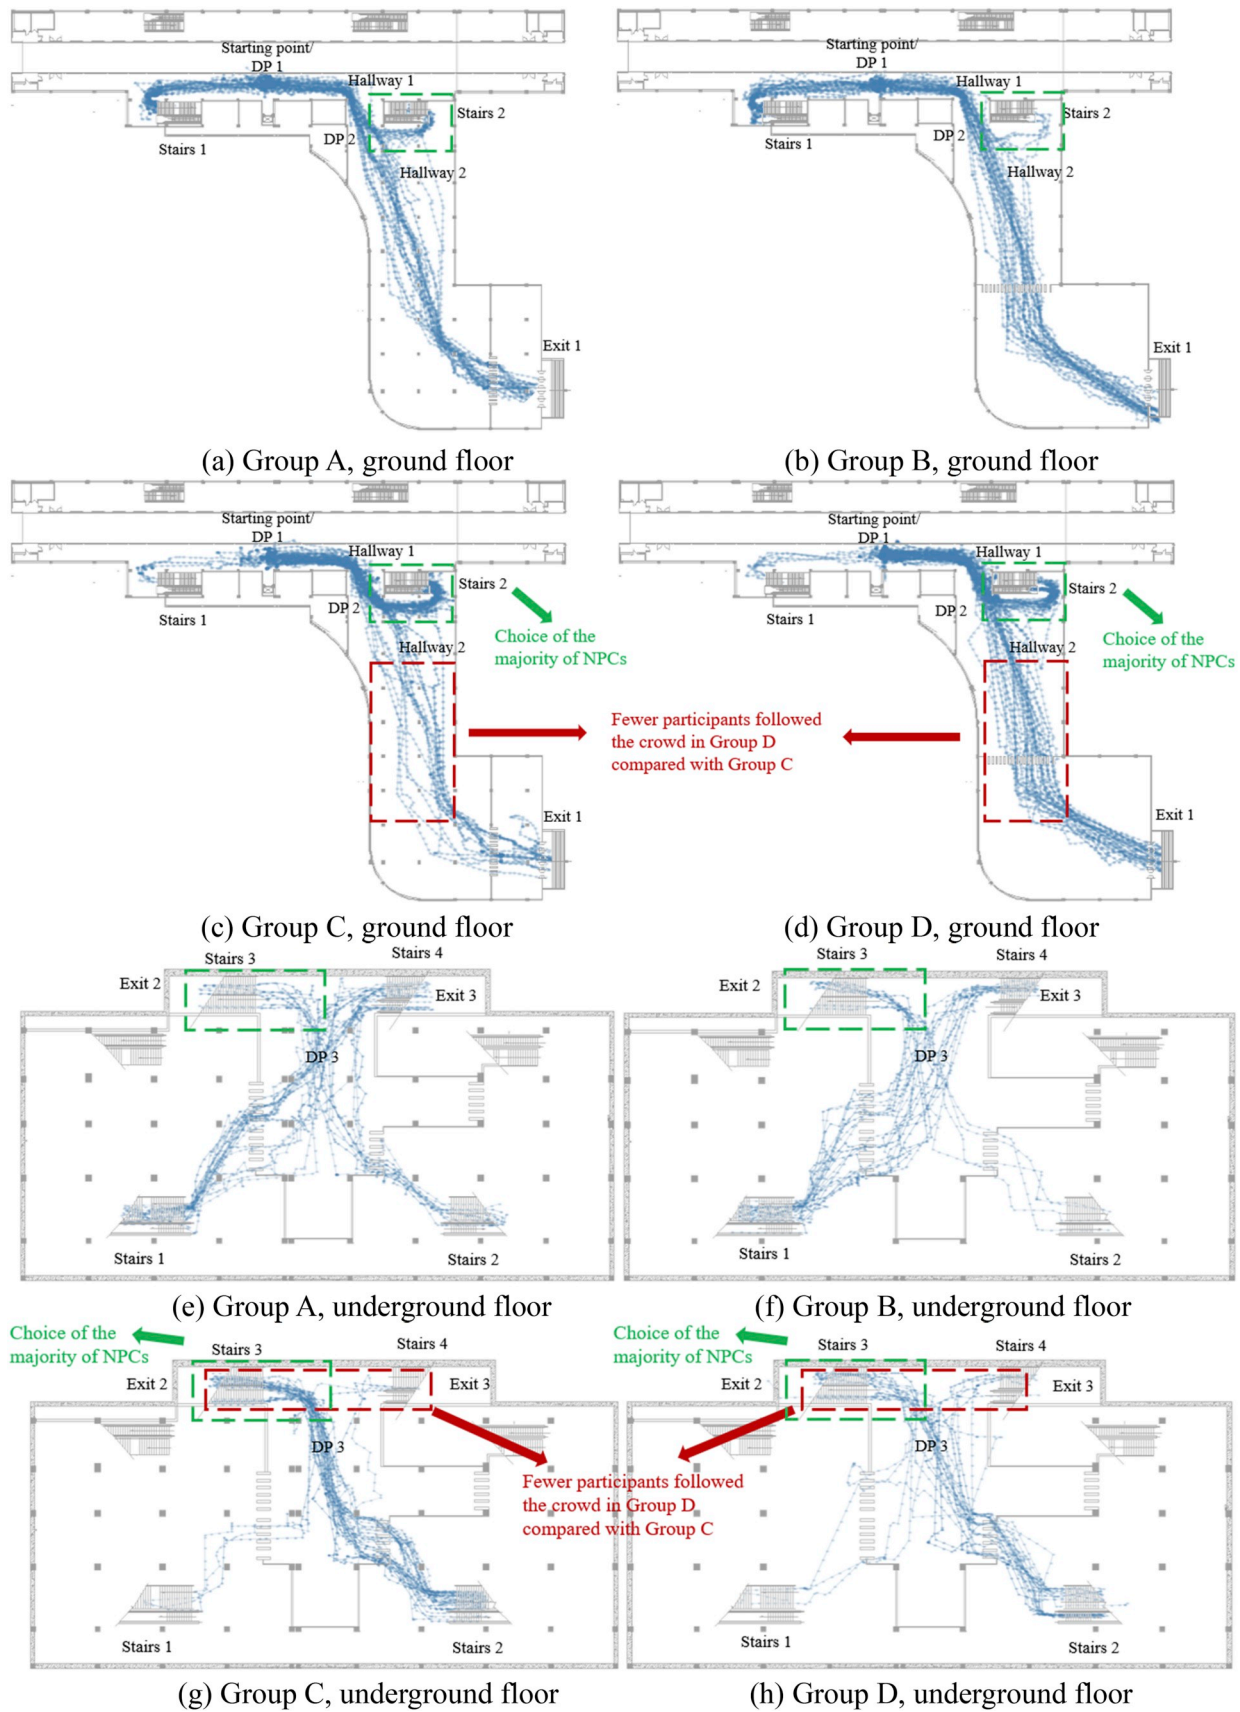 Starting point/
DP 1
Hallway 1
Stairs 2
DP 2
Stairs 1
Hallway 2
Exit 1
(a) Group A, ground floor
Starting point/
DP 1
Hallway 1
Stairs 2
DP 2
Stairs 1
Hallway 2
Exit 1
(b) Group B, ground floor
Starting point/
DP 1
Hallway 1
Stairs 2
DP 2
Stairs 1
Choice of the
majority of NPCs
Hallway 2
Exit 1
(c) Group C, ground floor
Fewer participants followed
the crowd in Group D
compared with Group C
Starting point/
DP 1
Hallway 1
Stairs 2
DP 2
Stairs 1
Choice of the
majority of NPCs
Hallway 2
Exit 1
(d) Group D, ground floor
Stairs 3
Stairs 4
Exit 2
Exit 3
DP 3
Stairs 1
Stairs 2
(e) Group A, underground floor
Stairs 3
Stairs 4
Exit 2
Exit 3
DP 3
Stairs 1
Stairs 2
(f) Group B, underground floor
Choice of the
majority of NPCs
Stairs 3
Stairs 4
Exit 2
Exit 3
DP 3
Stairs 1
Stairs 2
(g) Group C, underground floor
Fewer participants followed
the crowd in Group D
compared with Group C
Choice of the
majority of NPCs
Stairs 3
Stairs 4
Exit 2
Exit 3
DP 3
Stairs 1
Stairs 2
(h) Group D, underground floor